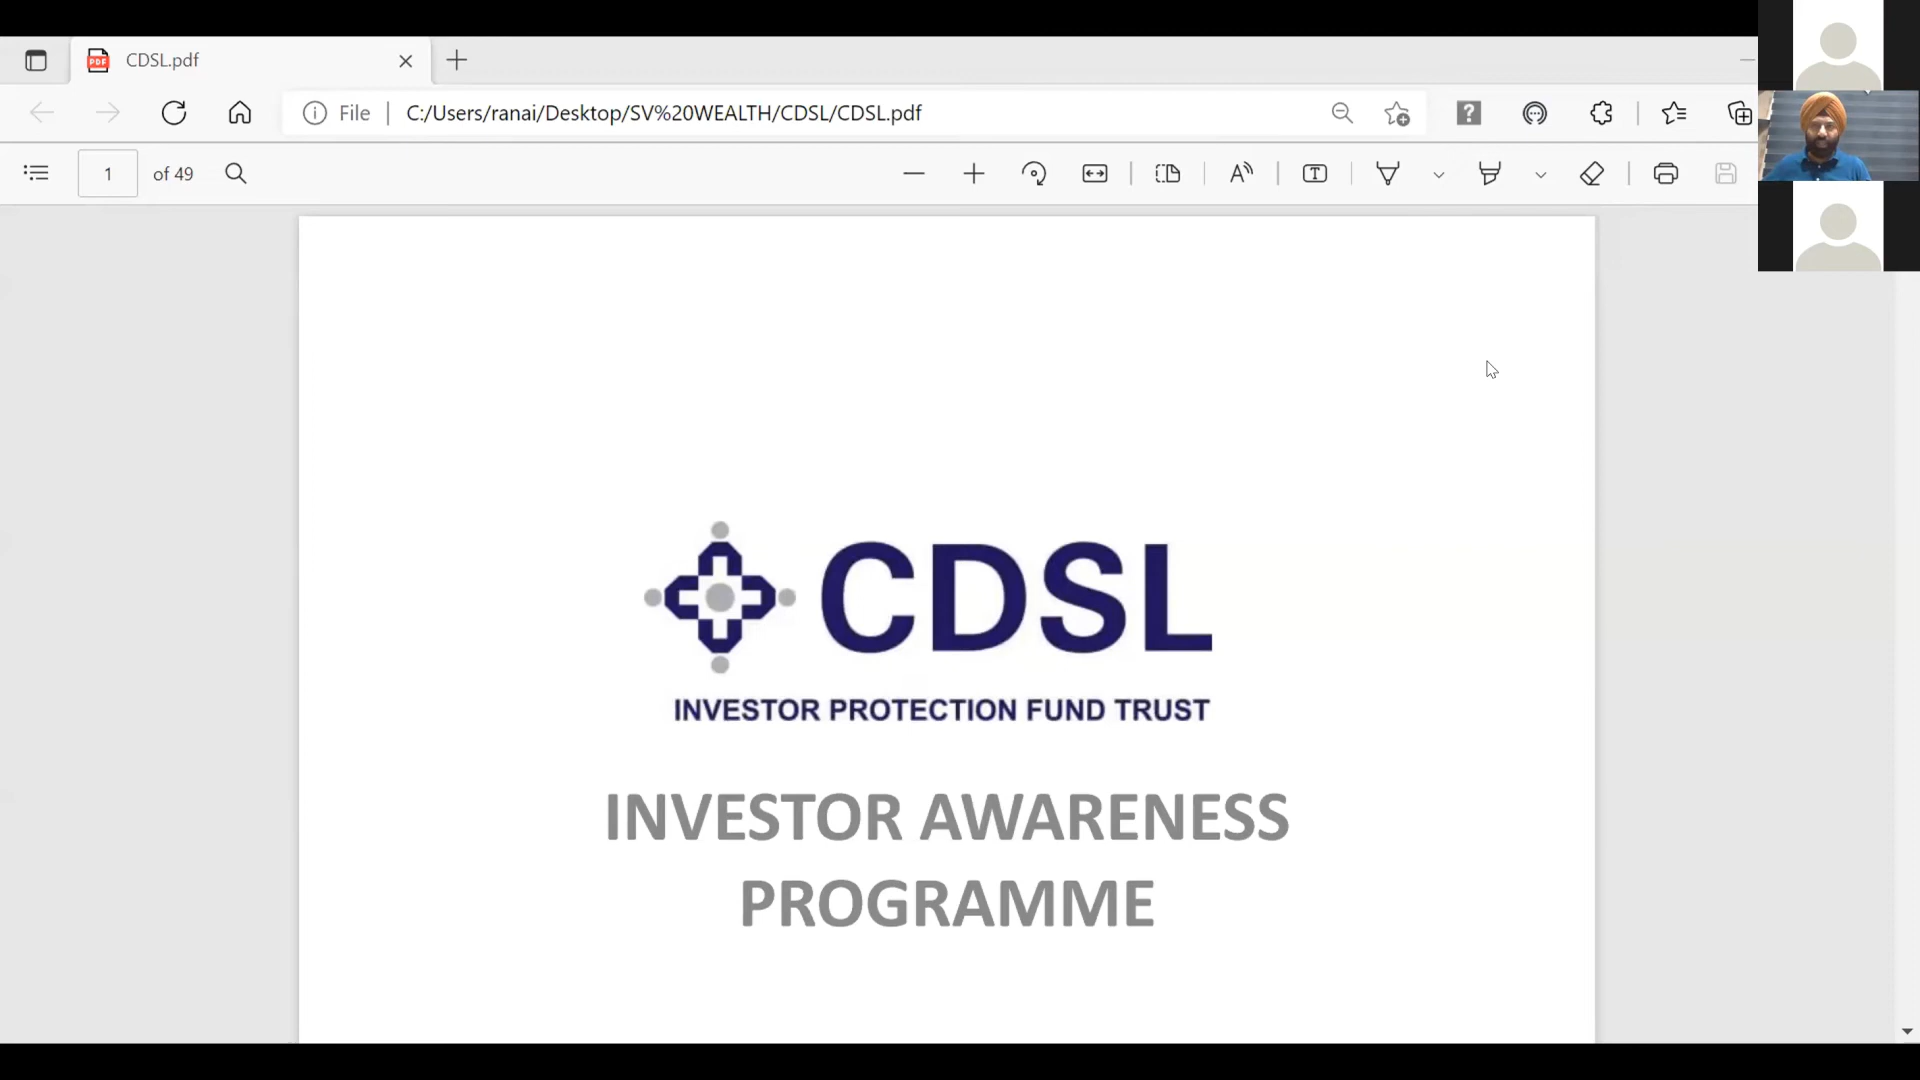 CDSL.pdf
File
C:/Users/ranai/Desktop/SV%20WEALTH/CDSL/CDSL.pdf
1 of 49
CDSL
INVESTOR PROTECTION FUND TRUST
INVESTOR AWARENESS
PROGRAMME